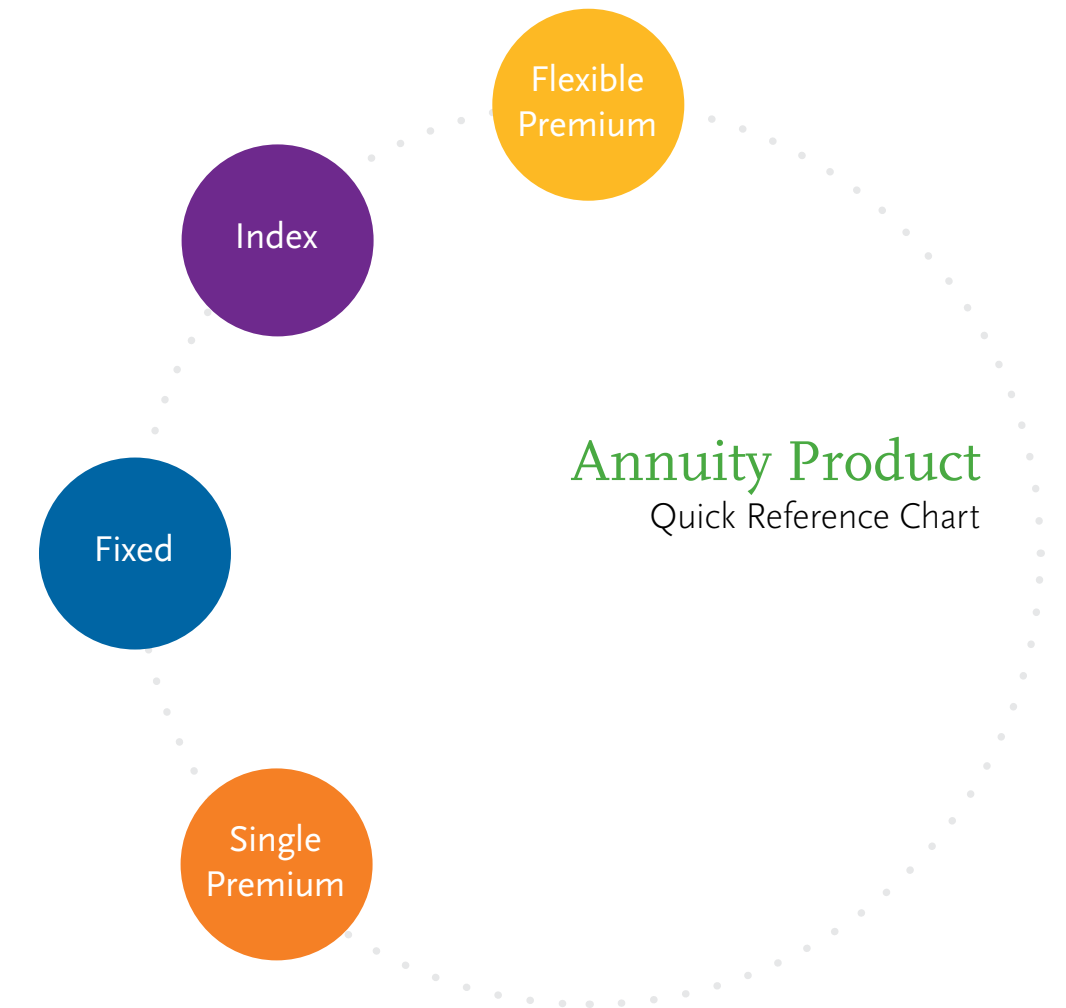 Flexible
Premium
Index
Annuity Product
Quick Reference Chart
Fixed
Single
Premium